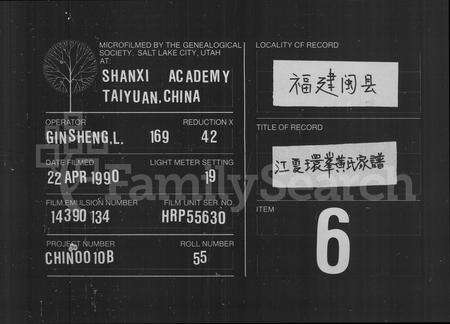 MICROFILMED BY THE GENEALOGICAL
SOCIETY, SALT LAKE CITY, UTAH
AT
SHANXI ACADEMY
TAIYUAN, CHINA
OPERATOR REDUCTION X
GINSHENG,L. 169 42
DATE FILMED LIGHT METER SETTING
22 APR 1990 19
FILM EMULSION NUMBER FILM UNIT SER. NO.
14390 134 HRP55630
PROJECT NUMBER ROLL NUMBER
CHINOO10B 55
LOCALITY OF RECORD
福建闽县
TITLE OF RECORD
江夏環峯黄氏家譜
ITEM
6
FamilySearch